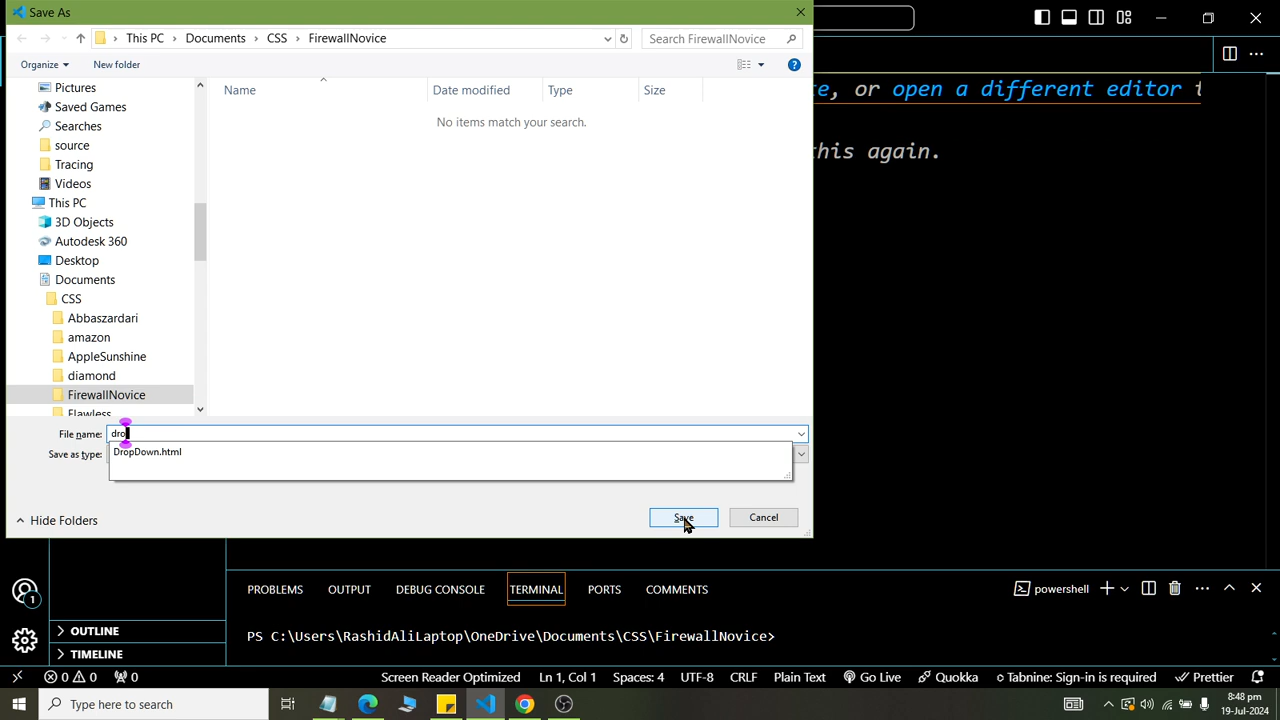 Save As
This PC > Documents > CSS > FirewallNovice
Search FirewallNovice
Organize
New folder
Name
Date modified
Type
Size
No items match your search.
Pictures
Saved Games
Searches
source
Tracing
Videos
This PC
3D Objects
Autodesk 360
Desktop
Documents
CSS
Abbaszardari
amazon
AppleSunshine
diamond
FirewallNovice
Flawless
File name: dro
DropDown.html
Save as type:
Hide Folders
Save
Cancel
, or open a different editor t
this again.
PROBLEMS
OUTPUT
DEBUG CONSOLE
TERMINAL
PORTS
COMMENTS
powershell
PS C:\Users\RashidAliLaptop\OneDrive\Documents\CSS\FirewallNovice>
1
OUTLINE
TIMELINE
0 0 0
Screen Reader Optimized
Ln 1, Col 1
Spaces: 4
UTF-8
CRLF
Plain Text
Go Live
Quokka
Tabnine: Sign-in is required
Prettier
Type here to search
8:48 pm
19-Jul-2024